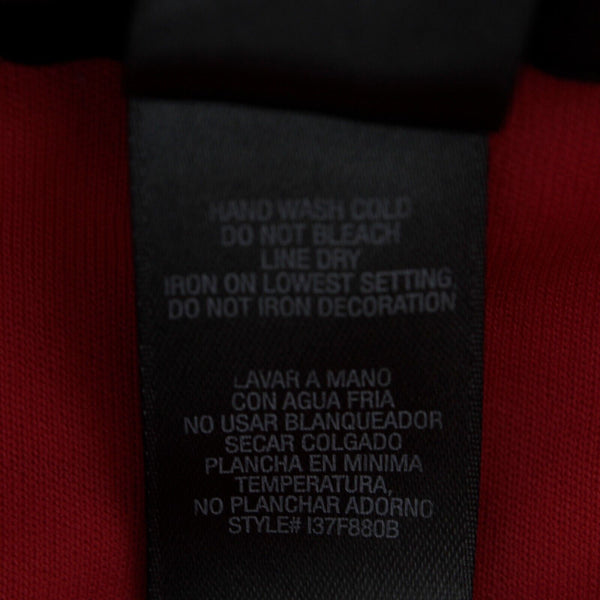 HAND WASH COLD
DO NOT BLEACH
LINE DRY
IRON ON LOWEST SETTING,
DO NOT IRON DECORATION
LAVAR A MANO
CON AGUA FRIA
NO USAR BLANQUEADOR
SECAR COLGADO
PLANCHA EN MINIMA
TEMPERATURA,
NO PLANCHAR ADORNO
STYLE# I37F880B